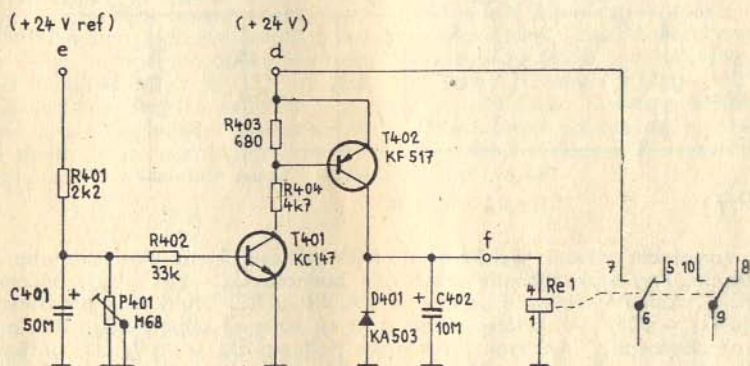 (+24 V ref)
(+24 V)
e
d
R403
680
T402
KF 517
R401
2k2
R404
4k7
R402
33k
T401
KC147
f
7
5
10
8
C401
+
50M
P401
M68
D401
KA503
+
C402
10M
4
Re 1
6
9